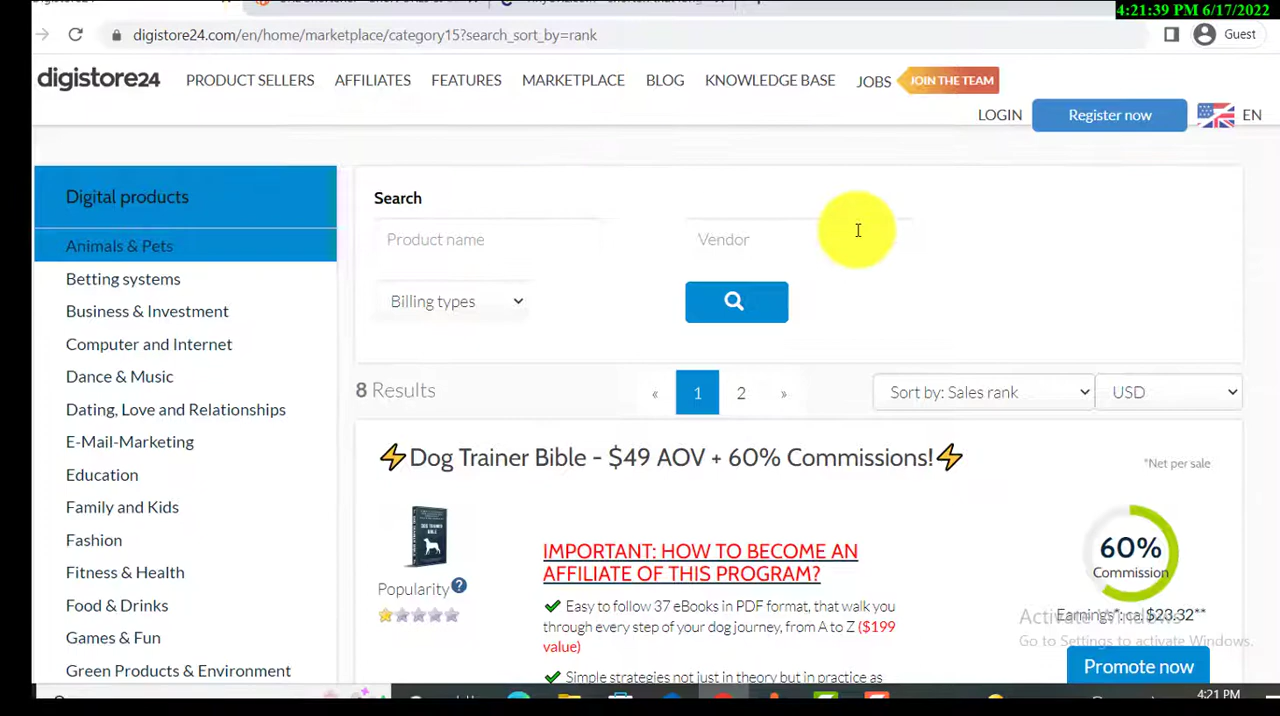 4:21:39 PM 6/17/2022
digistore24.com/en/home/marketplace/category15?search_sort_by=rank
Guest
digistore24
PRODUCT SELLERS
AFFILIATES
FEATURES
MARKETPLACE
BLOG
KNOWLEDGE BASE
JOBS
JOIN THE TEAM
LOGIN
Register now
EN
Digital products
Animals & Pets
Betting systems
Business & Investment
Computer and Internet
Dance & Music
Dating, Love and Relationships
E-Mail-Marketing
Education
Family and Kids
Fashion
Fitness & Health
Food & Drinks
Games & Fun
Green Products & Environment
Search
Product name
Vendor
Billing types
8 Results
« 1 2 »
Sort by: Sales rank
USD
⚡Dog Trainer Bible - $49 AOV + 60% Commissions!⚡
*Net per sale
Popularity
IMPORTANT: HOW TO BECOME AN
AFFILIATE OF THIS PROGRAM?
✔ Easy to follow 37 eBooks in PDF format, that walk you
through every step of your dog journey, from A to Z ($199
value)
✔ Simple strategies not just in theory but in practice as
60%
Commission
Earnings*: ca. $23.32**
Activate Windows
Go to Settings to activate Windows.
Promote now
4:21 PM